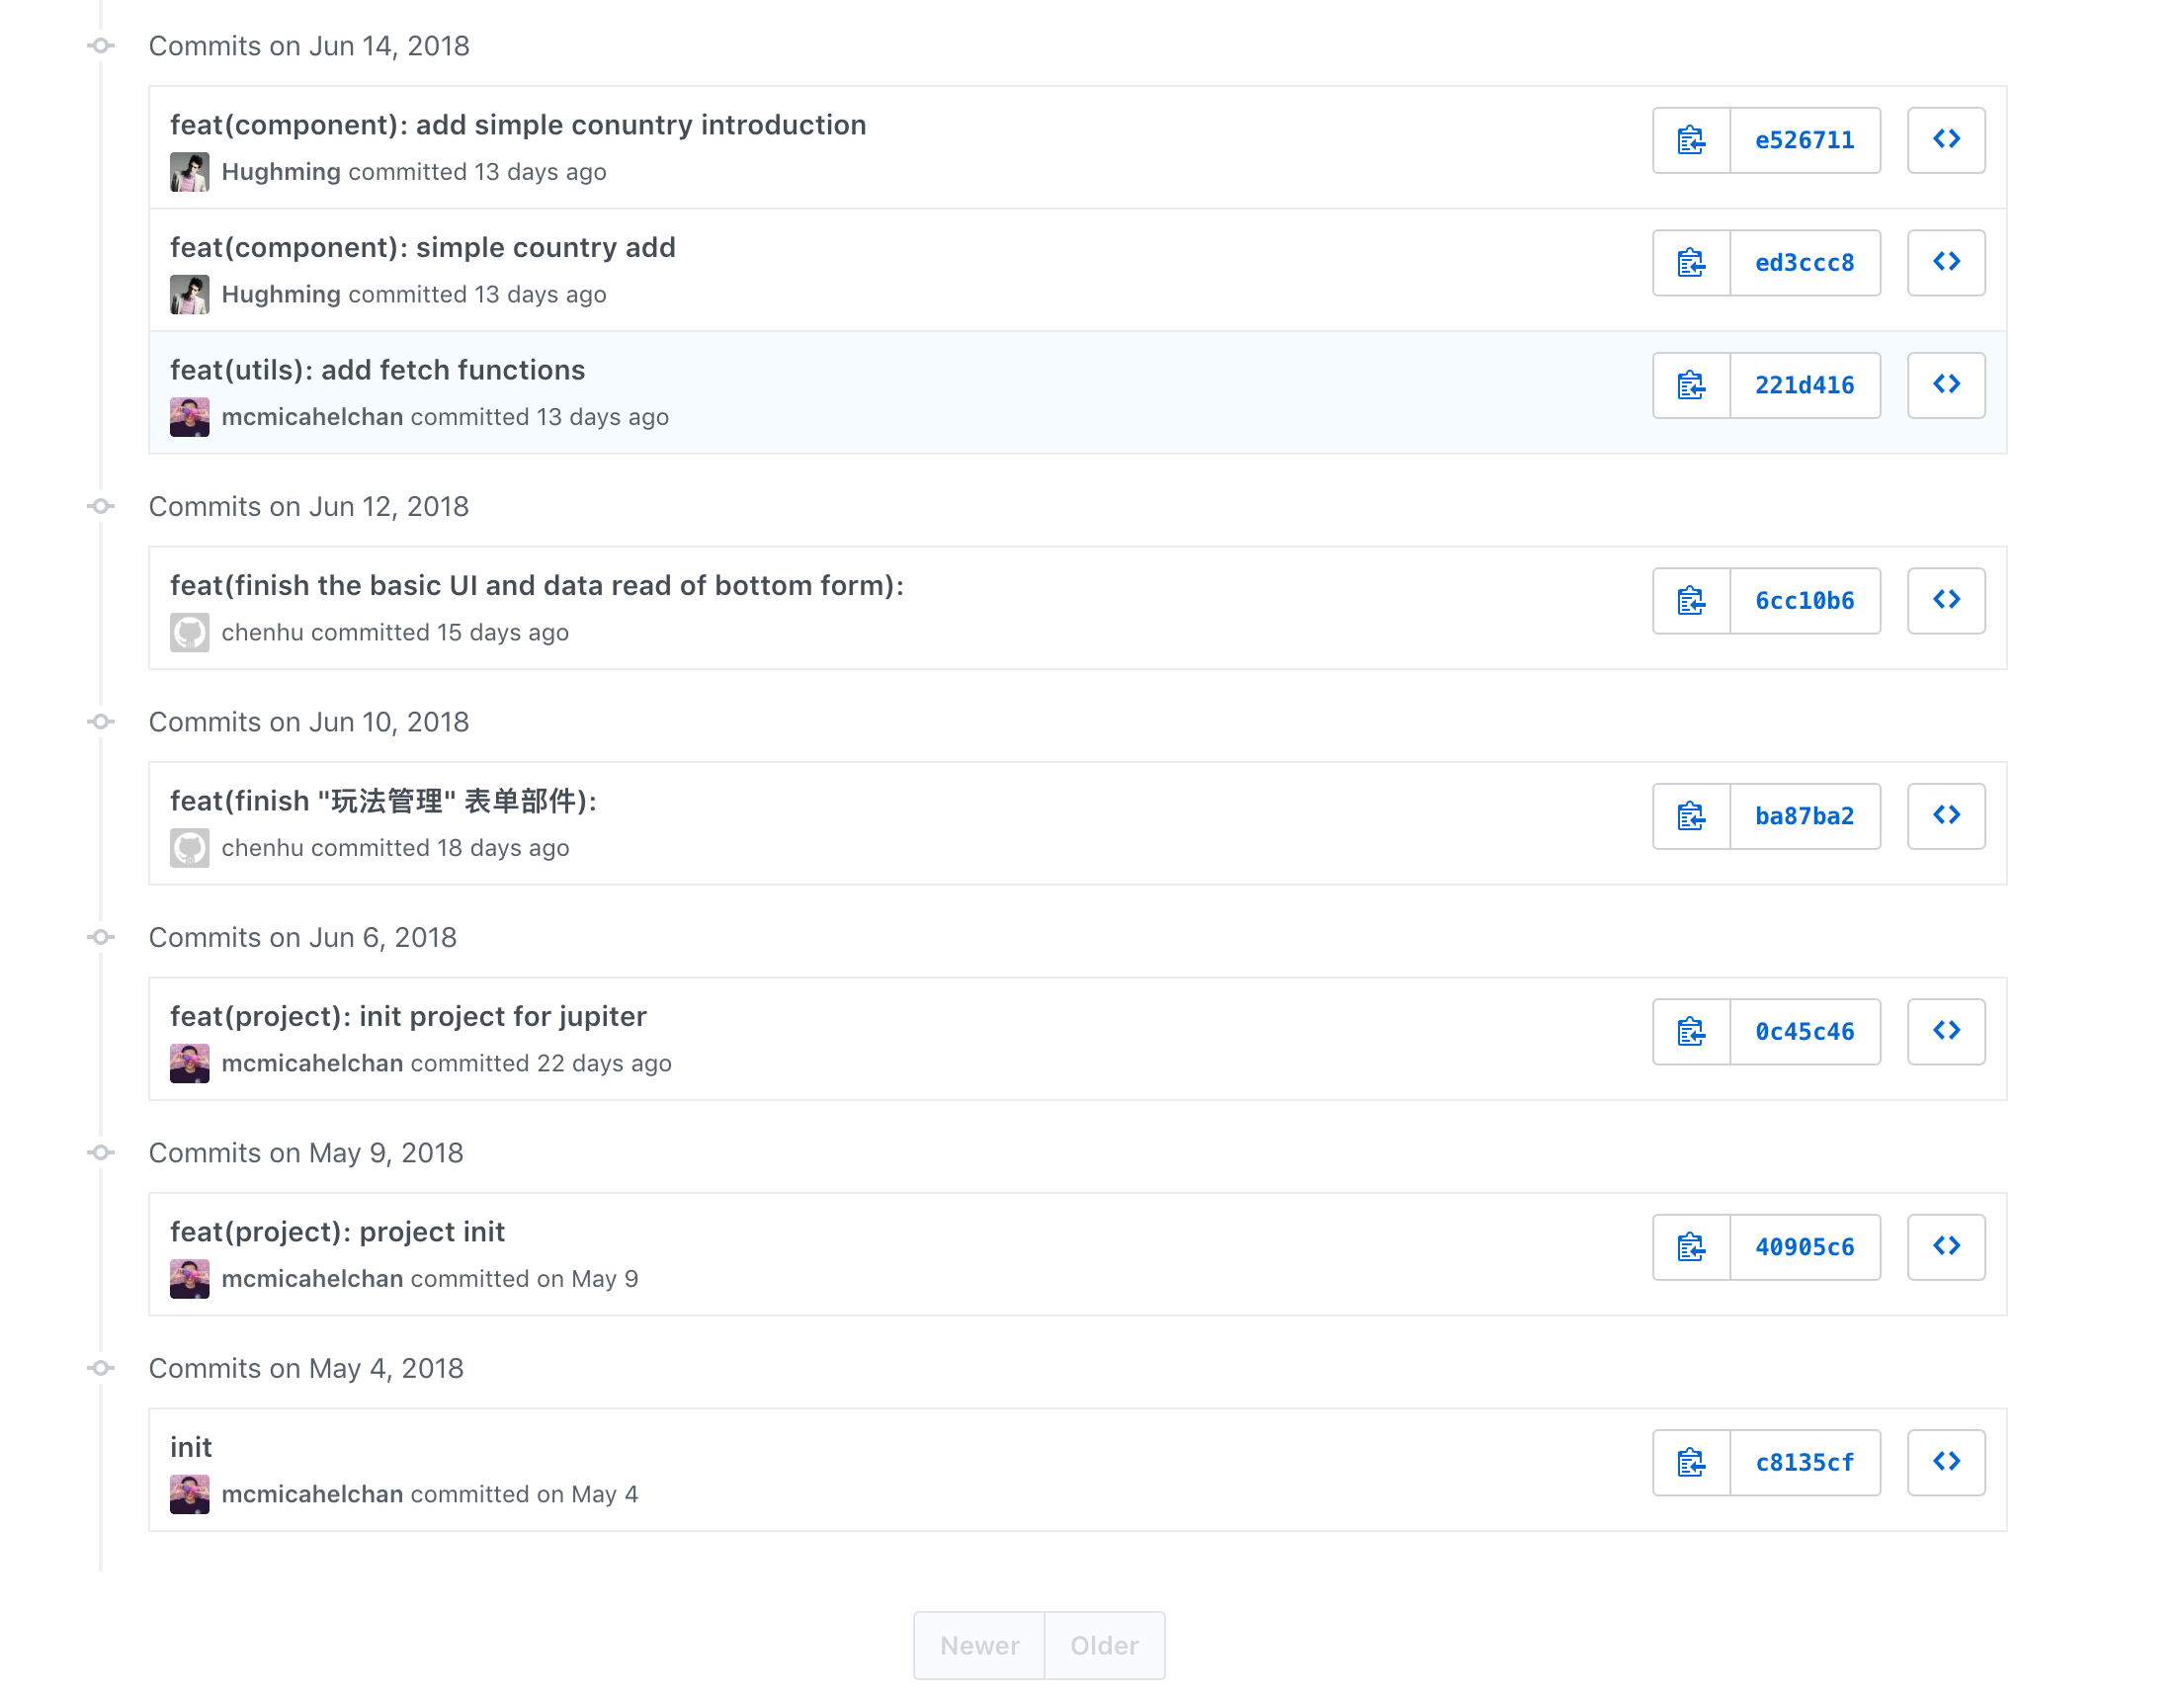 Commits on Jun 14, 2018
feat(component): add simple conuntry introduction
Hughming committed 13 days ago
e526711
feat(component): simple country add
Hughming committed 13 days ago
ed3ccc8
feat(utils): add fetch functions
mcmicahelchan committed 13 days ago
221d416
Commits on Jun 12, 2018
feat(finish the basic UI and data read of bottom form):
chenhu committed 15 days ago
6cc10b6
Commits on Jun 10, 2018
feat(finish "玩法管理" 表单部件):
chenhu committed 18 days ago
ba87ba2
Commits on Jun 6, 2018
feat(project): init project for jupiter
mcmicahelchan committed 22 days ago
0c45c46
Commits on May 9, 2018
feat(project): project init
mcmicahelchan committed on May 9
40905c6
Commits on May 4, 2018
init
mcmicahelchan committed on May 4
c8135cf
Newer Older